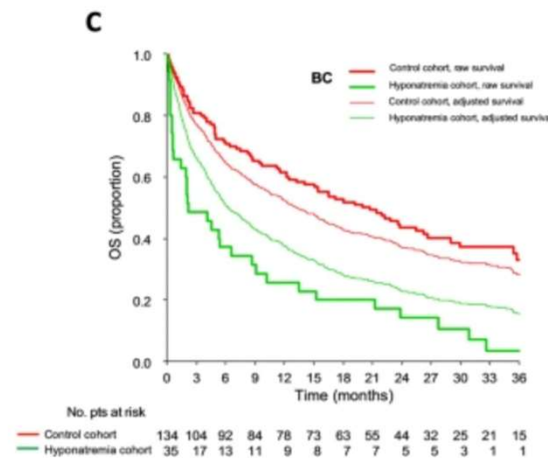 C
BC
Control cohort, raw survival
Hyponatremia cohort, raw survival
Control cohort, adjusted survival
Hyponatremia cohort, adjusted surviva
OS (proportion)
1.0
0.8
0.6
0.4
0.2
0.0
0 3 6 9 12 15 18 21 24 27 30 33 36
Time (months)
No. pts at risk
Control cohort 134 104 92 84 78 73 63 55 44 32 25 21 15
Hyponatremia cohort 35 17 13 11 9 8 7 7 5 5 3 1 1